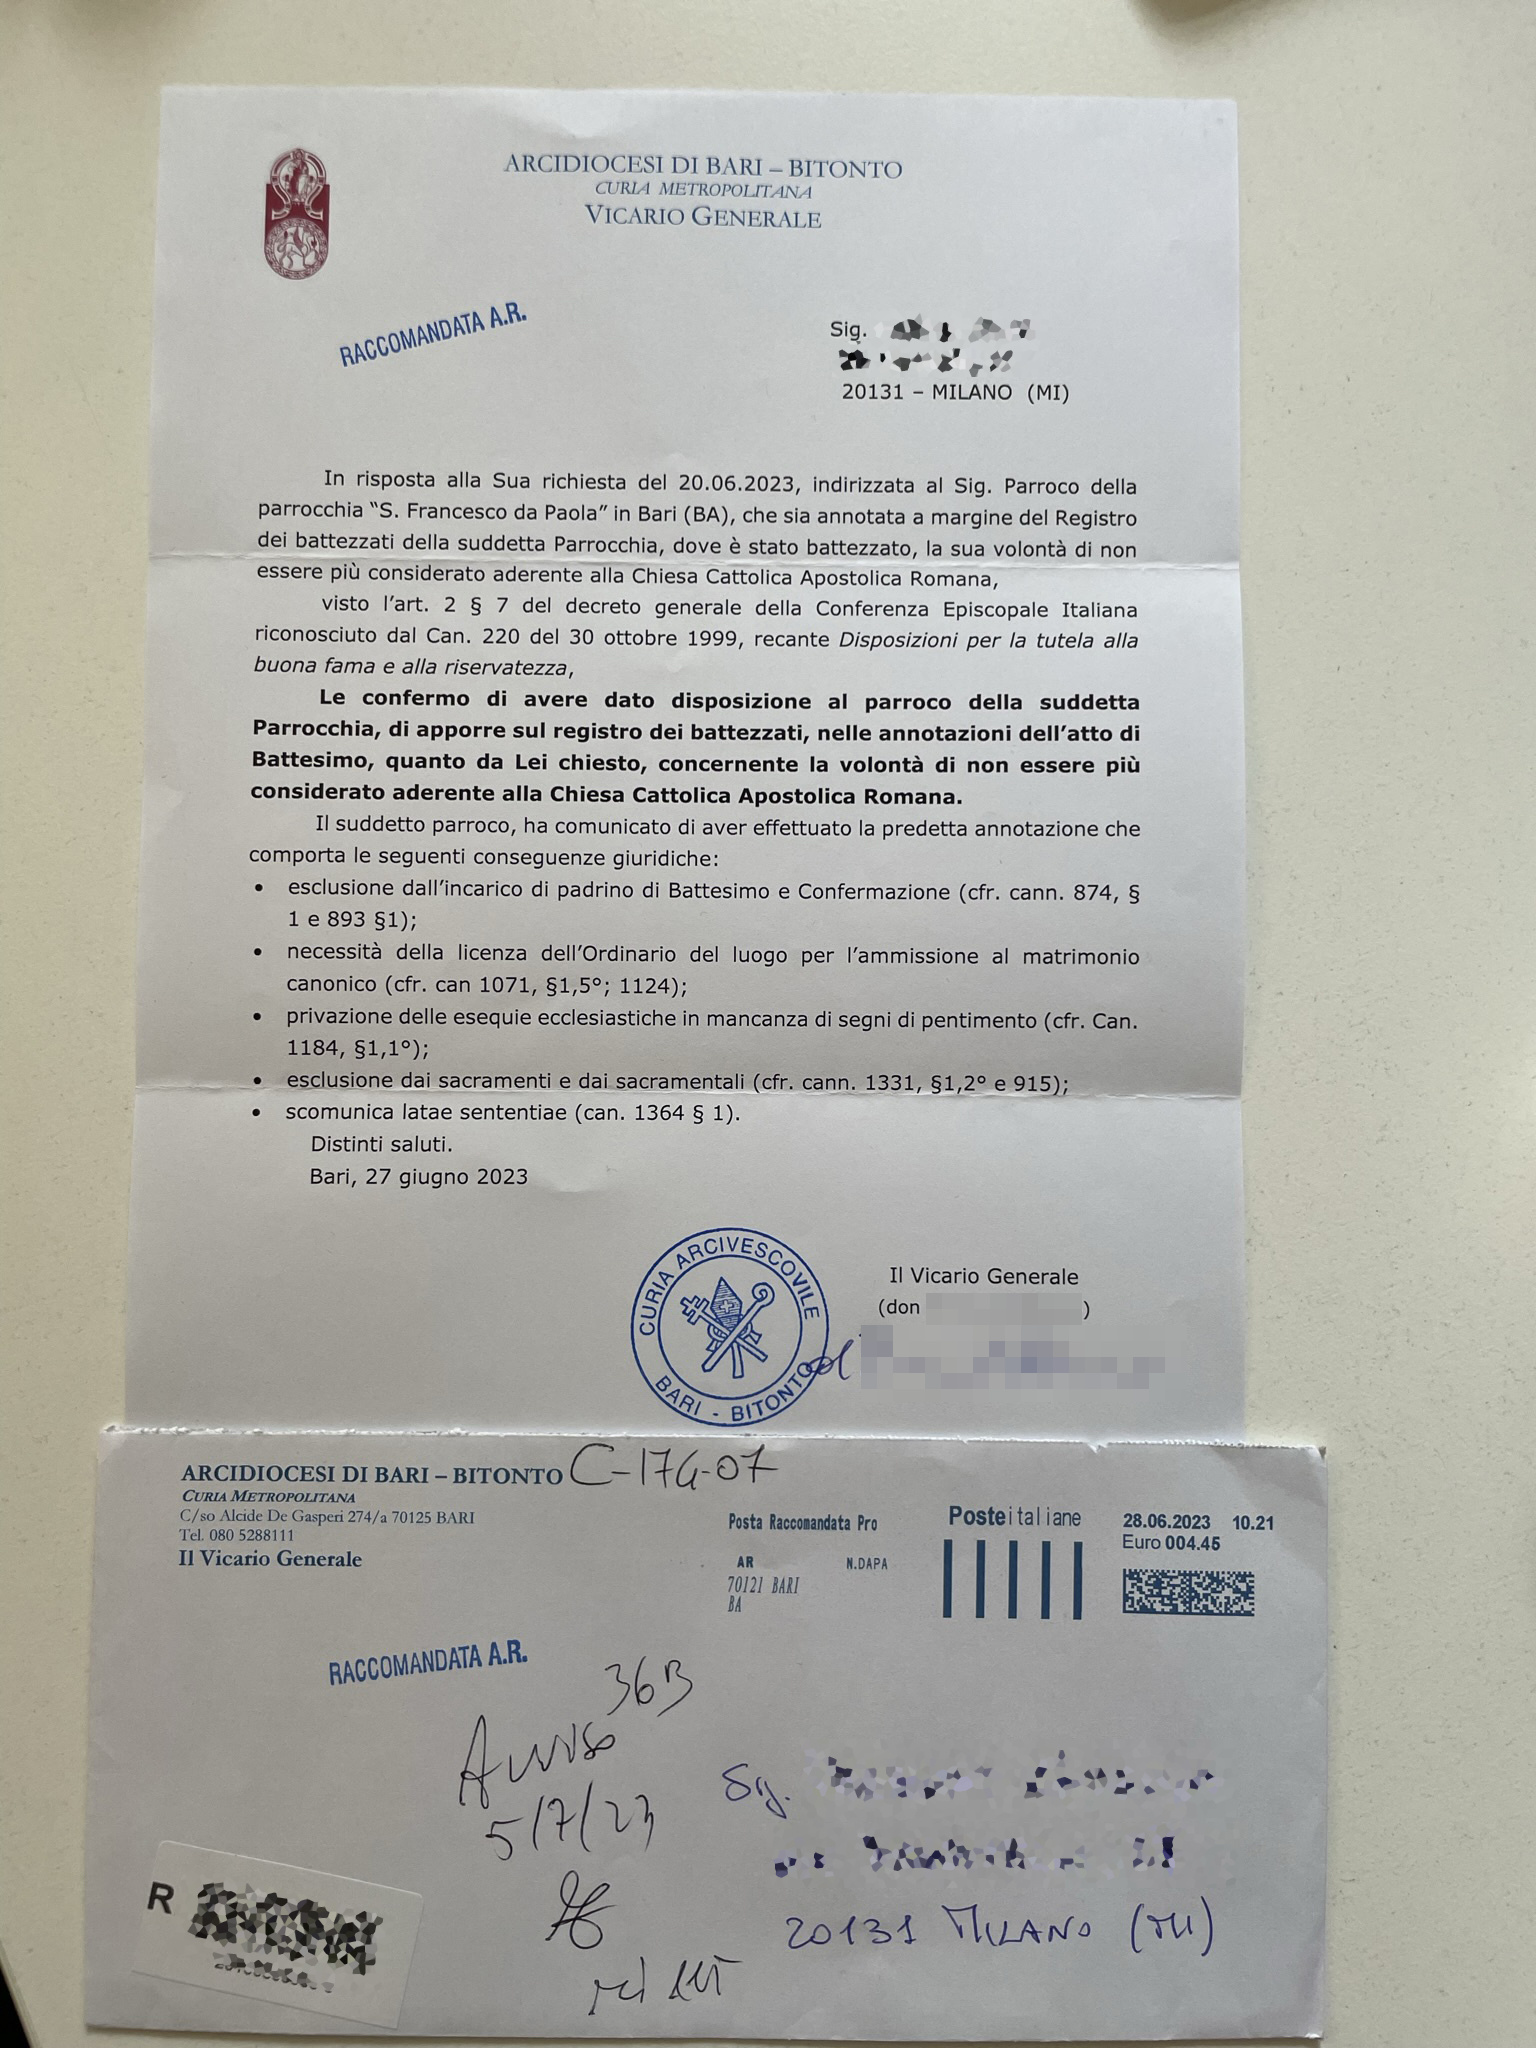 ARCIDIOCESI DI BARI – BITONTO
CURIA METROPOLITANA
VICARIO GENERALE
RACCOMANDATA A.R.
Sig.
20131 – MILANO (MI)
In risposta alla Sua richiesta del 20.06.2023, indirizzata al Sig. Parroco della
parrocchia “S. Francesco da Paola” in Bari (BA), che sia annotata a margine del Registro
dei battezzati della suddetta Parrocchia, dove è stato battezzato, la sua volontà di non
essere più considerato aderente alla Chiesa Cattolica Apostolica Romana,
visto l’art. 2 § 7 del decreto generale della Conferenza Episcopale Italiana
riconosciuto dal Can. 220 del 30 ottobre 1999, recante Disposizioni per la tutela alla
buona fama e alla riservatezza,
Le confermo di avere dato disposizione al parroco della suddetta
Parrocchia, di apporre sul registro dei battezzati, nelle annotazioni dell’atto di
Battesimo, quanto da Lei chiesto, concernente la volontà di non essere più
considerato aderente alla Chiesa Cattolica Apostolica Romana.
Il suddetto parroco, ha comunicato di aver effettuato la predetta annotazione che
comporta le seguenti conseguenze giuridiche:
• esclusione dall’incarico di padrino di Battesimo e Confermazione (cfr. cann. 874, §
1 e 893 §1);
• necessità della licenza dell’Ordinario del luogo per l’ammissione al matrimonio
canonico (cfr. can 1071, §1,5°; 1124);
• privazione delle esequie ecclesiastiche in mancanza di segni di pentimento (cfr. Can.
1184, §1,1°);
• esclusione dai sacramenti e dai sacramentali (cfr. cann. 1331, §1,2° e 915);
• scomunica latae sententiae (can. 1364 § 1).
Distinti saluti.
Bari, 27 giugno 2023
CURIA ARCIVESCOVILE
BARI - BITONTO
Il Vicario Generale
(don )
ARCIDIOCESI DI BARI – BITONTO C-174-07
CURIA METROPOLITANA
C/so Alcide De Gasperi 274/a 70125 BARI
Tel. 080 5288111
Il Vicario Generale
Posta Raccomandata Pro
AR N.DAPA
70121 BARI
BA
Posteitaliane
28.06.2023 10.21
Euro 004.45
RACCOMANDATA A.R.
36B
Avviso
5/7/23
Sig.
20131 MILANO (MI)
R